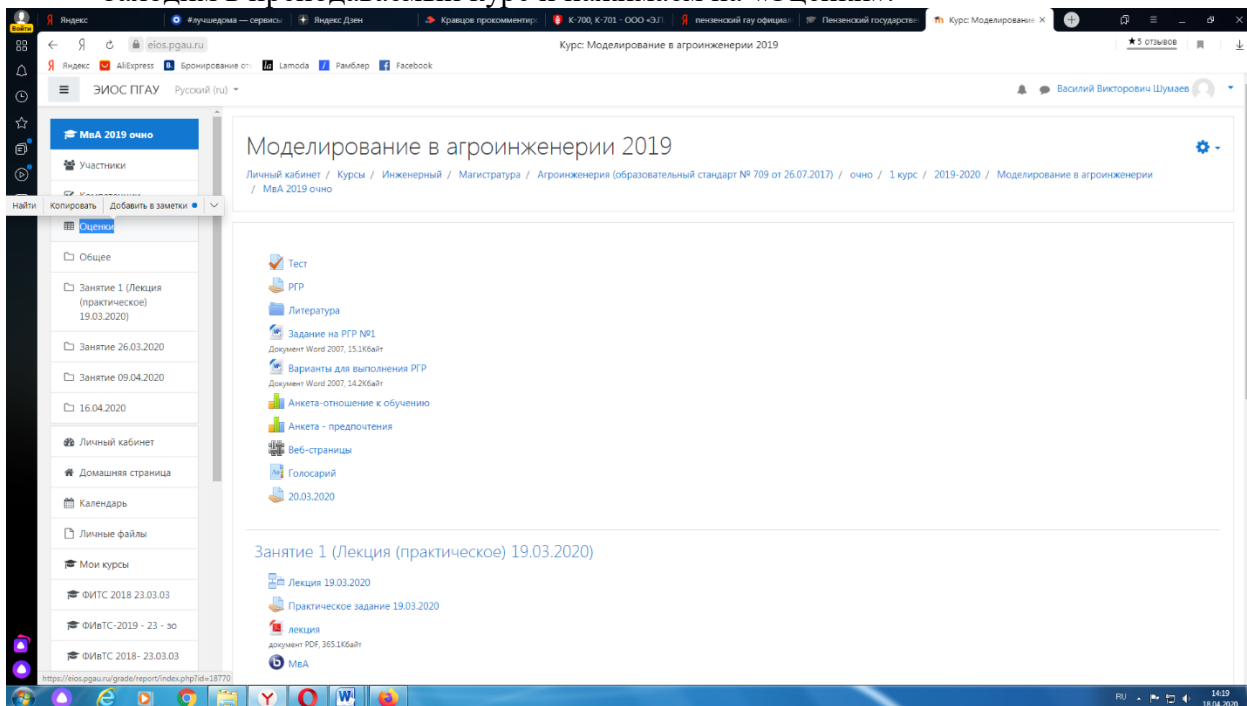 Яндекс
#лучшедома — сервисы
Яндекс Дзен
Кравцов прокомментир
К-700, К-701 - ООО «ЭЛ
пензенский гау официал
Пензенский государстве
Курс: Моделирование
Войти
eios.pgau.ru
Курс: Моделирование в агроинженерии 2019
★ 5 отзывов
Яндекс
AliExpress
Бронирование от
Lamoda
Рамблер
Facebook
ЭИОС ПГАУ Русский (ru)
Василий Викторович Шумаев
МвА 2019 очно
Участники
Найти Копировать Добавить в заметки
Оценки
Общее
Занятие 1 (Лекция
(практическое)
19.03.2020)
Занятие 26.03.2020
Занятие 09.04.2020
16.04.2020
Личный кабинет
Домашняя страница
Календарь
Личные файлы
Мои курсы
ФИТС 2018 23.03.03
ФИвТС-2019 - 23 - зо
ФИвТС 2018- 23.03.03
Моделирование в агроинженерии 2019
Личный кабинет / Курсы / Инженерный / Магистратура / Агроинженерия (образовательный стандарт № 709 от 26.07.2017) / очно / 1 курс / 2019-2020 / Моделирование в агроинженерии
/ МвА 2019 очно
Тест
РГР
Литература
Задание на РГР №1
Документ Word 2007, 15.1Кбайт
Варианты для выполнения РГР
Документ Word 2007, 14.2Кбайт
Анкета-отношение к обучению
Анкета - предпочтения
Веб-страницы
Голосарий
20.03.2020
Занятие 1 (Лекция (практическое) 19.03.2020)
Лекция 19.03.2020
Практическое задание 19.03.2020
лекция
документ PDF, 365.1Кбайт
МвА
https://eios.pgau.ru/grade/report/index.php?id=18770
RU
14:19
18.04.2020